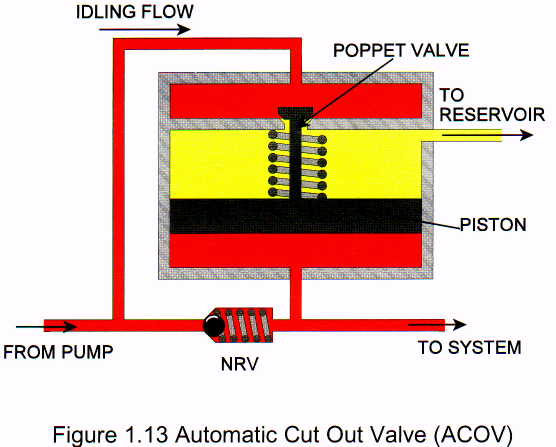 IDLING FLOW
POPPET VALVE
TO
RESERVOIR
PISTON
FROM PUMP
NRV
TO SYSTEM
Figure 1.13 Automatic Cut Out Valve (ACOV)